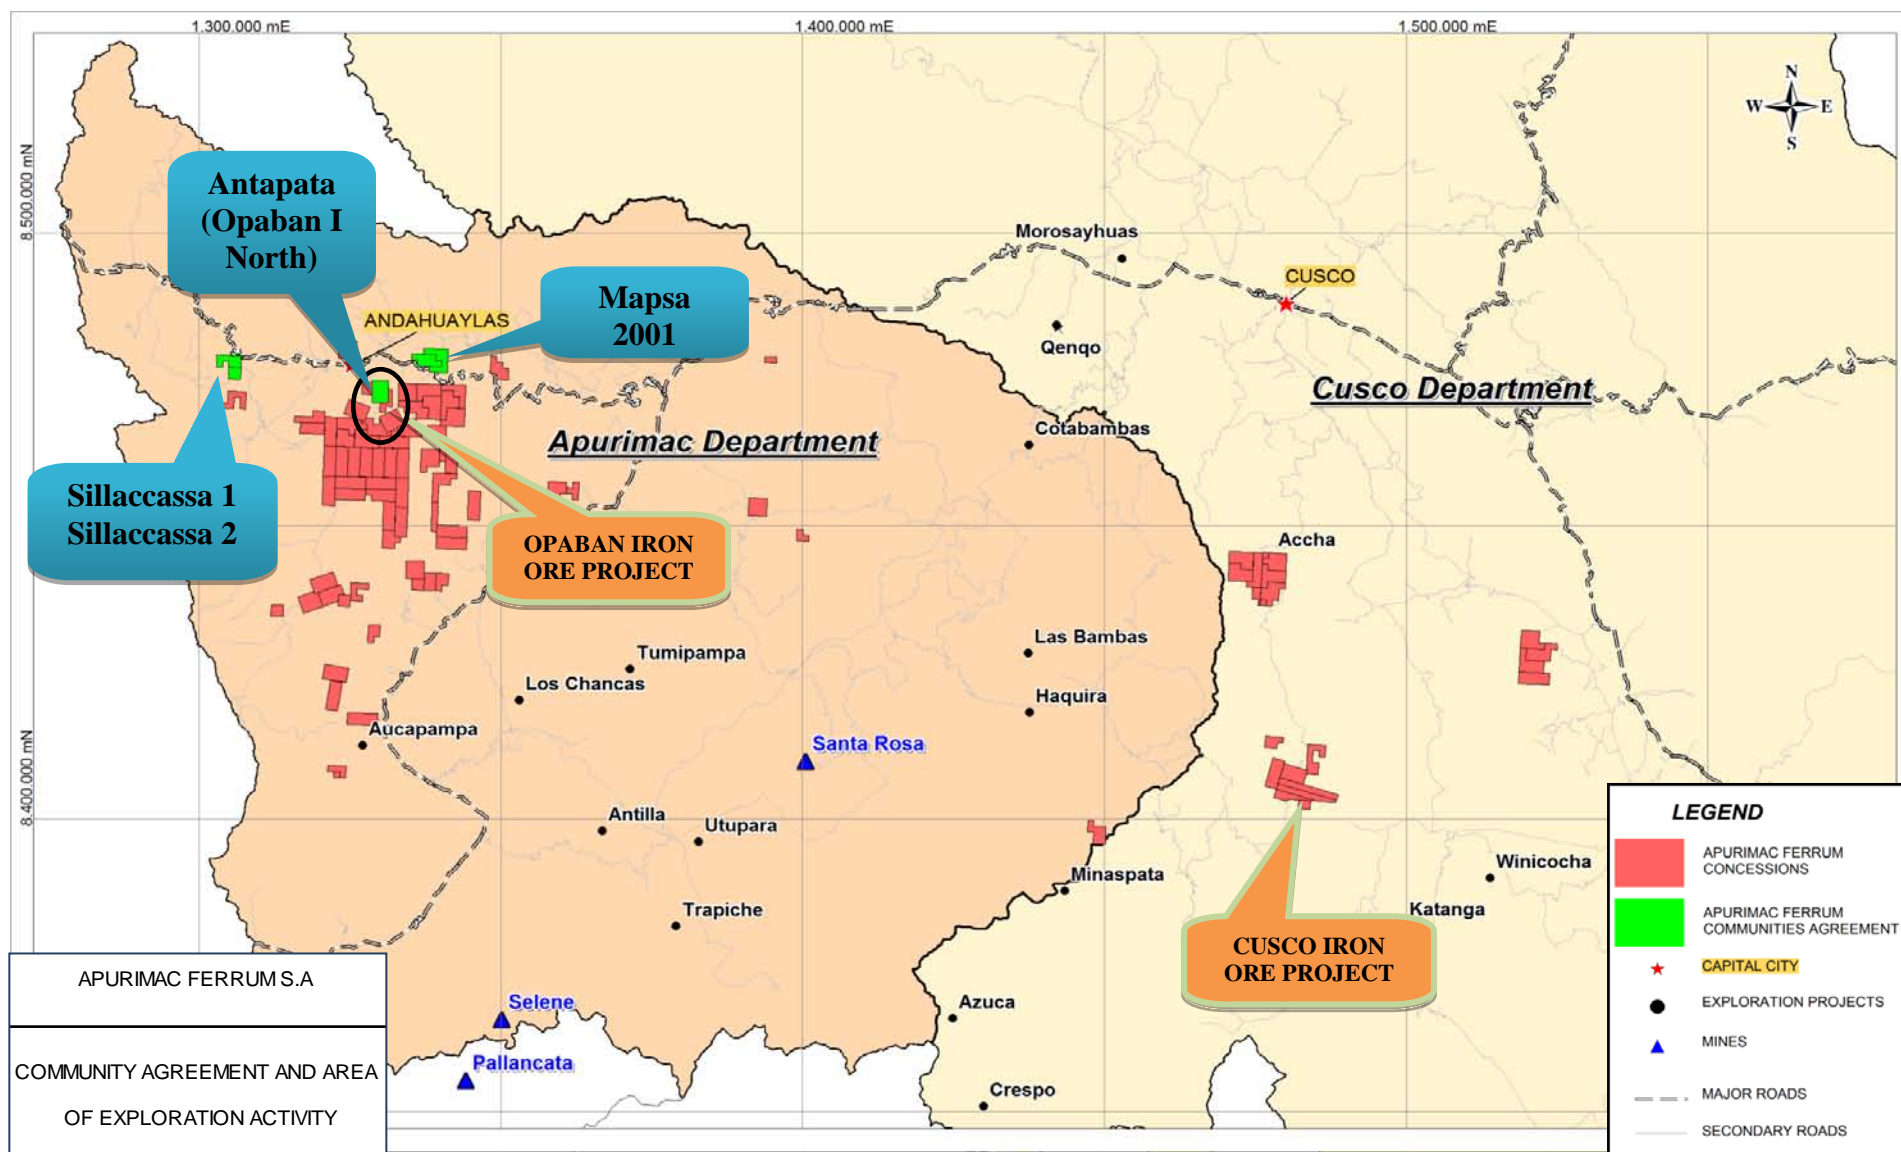 1.300.000 mE
1.400.000 mE
1.500.000 mE
N
W
E
S
8.500.000 mN
8.400.000 mN
Antapata
(Opaban I
North)
Mapsa
2001
ANDAHUAYLAS
Sillaccassa 1
Sillaccassa 2
OPABAN IRON
ORE PROJECT
Apurimac Department
Morosayhuas
CUSCO
Qenqo
Cusco Department
Cotabambas
Accha
Las Bambas
Tumipampa
Los Chancas
Haquira
Aucapampa
Santa Rosa
Antilla
Utupara
Minaspata
Winicocha
Trapiche
Katanga
CUSCO IRON
ORE PROJECT
Selene
Azuca
Pallancata
Crespo
APURIMAC FERRUM S.A
COMMUNITY AGREEMENT AND AREA
OF EXPLORATION ACTIVITY
LEGEND
APURIMAC FERRUM
CONCESSIONS
APURIMAC FERRUM
COMMUNITIES AGREEMENT
CAPITAL CITY
EXPLORATION PROJECTS
MINES
MAJOR ROADS
SECONDARY ROADS